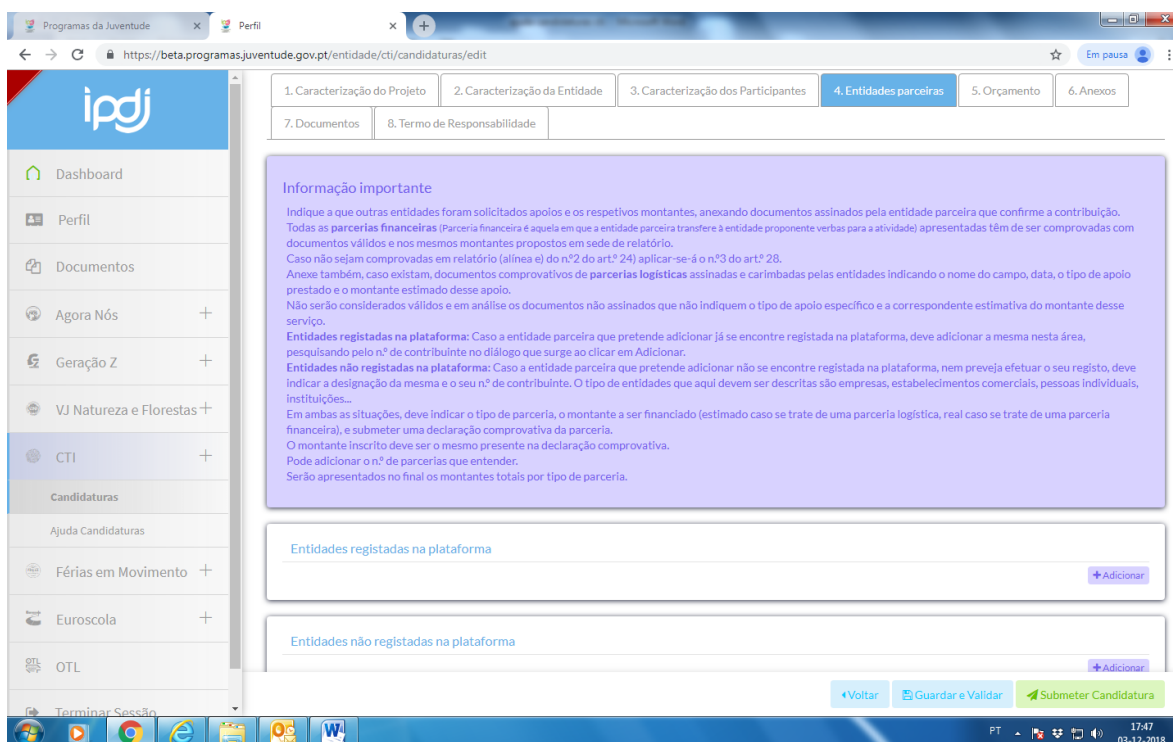 Programas da Juventude
Perfil
https://beta.programas.juventude.gov.pt/entidade/cti/candidaturas/edit
Em pausa
ipdj
1. Caracterização do Projeto
2. Caracterização da Entidade
3. Caracterização dos Participantes
4. Entidades parceiras
5. Orçamento
6. Anexos
7. Documentos
8. Termo de Responsabilidade
Dashboard
Perfil
Documentos
Agora Nós
Geração Z
VJ Natureza e Florestas
CTI
Candidaturas
Ajuda Candidaturas
Férias em Movimento
Euroscola
OTL
Terminar Sessão
Informação importante
Indique a que outras entidades foram solicitados apoios e os respetivos montantes, anexando documentos assinados pela entidade parceira que confirme a contribuição.
Todas as parcerias financeiras (Parceria financeira é aquela em que a entidade parceira transfere à entidade proponente verbas para a atividade) apresentadas têm de ser comprovadas com
documentos válidos e nos mesmos montantes propostos em sede de relatório.
Caso não sejam comprovadas em relatório (alínea e) do n.º2 do art.º 24) aplicar-se-á o n.º3 do art.º 28.
Anexe também, caso existam, documentos comprovativos de parcerias logísticas assinadas e carimbadas pelas entidades indicando o nome do campo, data, o tipo de apoio
prestado e o montante estimado desse apoio.
Não serão considerados válidos e em análise os documentos não assinados que não indiquem o tipo de apoio específico e a correspondente estimativa do montante desse
serviço.
Entidades registadas na plataforma: Caso a entidade parceira que pretende adicionar já se encontre registada na plataforma, deve adicionar a mesma nesta área,
pesquisando pelo n.º de contribuinte no diálogo que surge ao clicar em Adicionar.
Entidades não registadas na plataforma: Caso a entidade parceira que pretende adicionar não se encontre registada na plataforma, nem preveja efetuar o seu registo, deve
indicar a designação da mesma e o seu n.º de contribuinte. O tipo de entidades que aqui devem ser descritas são empresas, estabelecimentos comerciais, pessoas individuais,
instituições...
Em ambas as situações, deve indicar o tipo de parceria, o montante a ser financiado (estimado caso se trate de uma parceria logística, real caso se trate de uma parceria
financeira), e submeter uma declaração comprovativa da parceria.
O montante inscrito deve ser o mesmo presente na declaração comprovativa.
Pode adicionar o n.º de parcerias que entender.
Serão apresentados no final os montantes totais por tipo de parceria.
Entidades registadas na plataforma
+Adicionar
Entidades não registadas na plataforma
+Adicionar
Voltar
Guardar e Validar
Submeter Candidatura
PT
17:47
03-12-2018